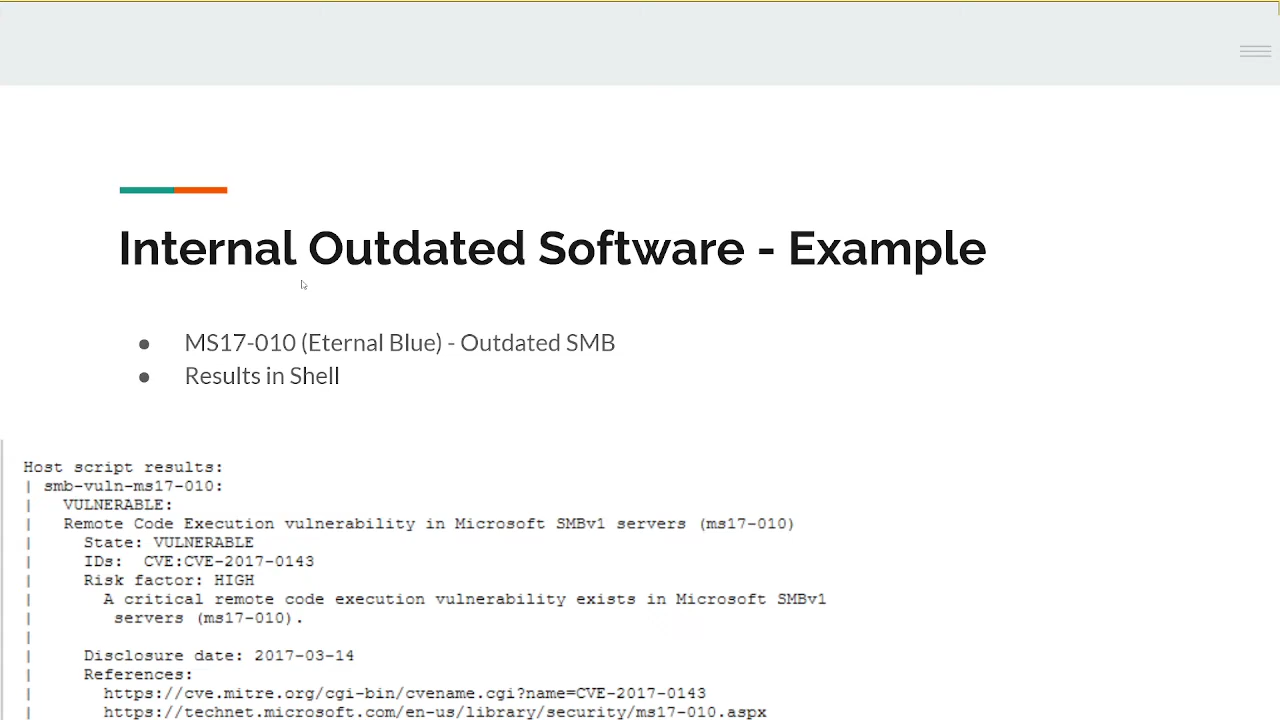 Internal Outdated Software - Example
● MS17-010 (Eternal Blue) - Outdated SMB
● Results in Shell
Host script results:
| smb-vuln-ms17-010:
|   VULNERABLE:
|   Remote Code Execution vulnerability in Microsoft SMBv1 servers (ms17-010)
|     State: VULNERABLE
|     IDs:  CVE:CVE-2017-0143
|     Risk factor: HIGH
|       A critical remote code execution vulnerability exists in Microsoft SMBv1
|        servers (ms17-010).
|
|     Disclosure date: 2017-03-14
|     References:
|       https://cve.mitre.org/cgi-bin/cvename.cgi?name=CVE-2017-0143
|       https://technet.microsoft.com/en-us/library/security/ms17-010.aspx